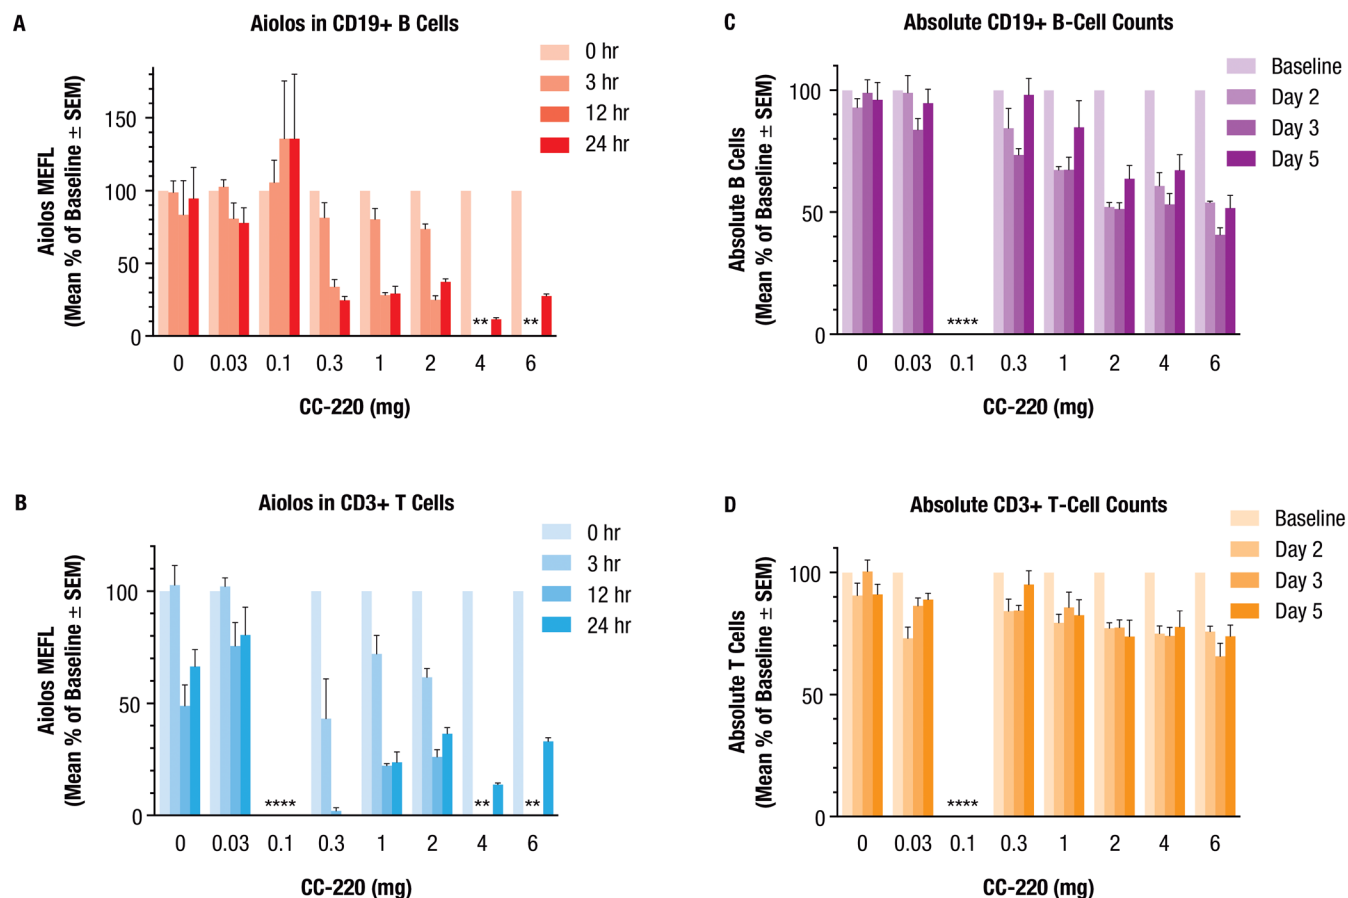 A
Aiolos in CD19+ B Cells
Aiolos MEFL
(Mean % of Baseline ± SEM)
150
100
50
0
** **
0 0.03 0.1 0.3 1 2 4 6
CC-220 (mg)
0 hr
3 hr
12 hr
24 hr
C
Absolute CD19+ B-Cell Counts
Absolute B Cells
(Mean % of Baseline ± SEM)
100
50
0
****
0 0.03 0.1 0.3 1 2 4 6
CC-220 (mg)
Baseline
Day 2
Day 3
Day 5
B
Aiolos in CD3+ T Cells
Aiolos MEFL
(Mean % of Baseline ± SEM)
100
50
0
**** ** **
0 0.03 0.1 0.3 1 2 4 6
CC-220 (mg)
0 hr
3 hr
12 hr
24 hr
D
Absolute CD3+ T-Cell Counts
Absolute T Cells
(Mean % of Baseline ± SEM)
100
50
0
****
0 0.03 0.1 0.3 1 2 4 6
CC-220 (mg)
Baseline
Day 2
Day 3
Day 5